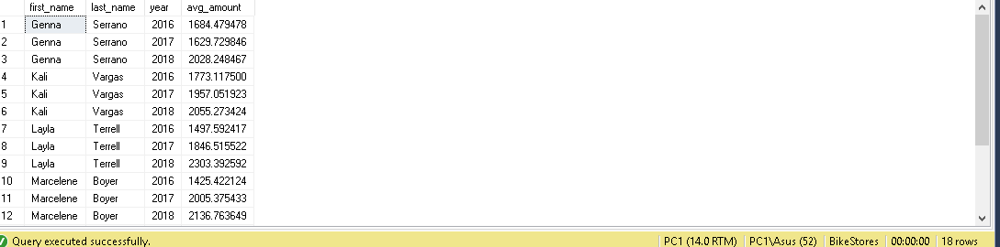 first_name last_name year avg_amount
1 Genna Serrano 2016 1684.479478
2 Genna Serrano 2017 1629.729846
3 Genna Serrano 2018 2028.248467
4 Kali Vargas 2016 1773.117500
5 Kali Vargas 2017 1957.051923
6 Kali Vargas 2018 2055.273424
7 Layla Terrell 2016 1497.592417
8 Layla Terrell 2017 1846.515522
9 Layla Terrell 2018 2303.392592
10 Marcelene Boyer 2016 1425.422124
11 Marcelene Boyer 2017 2005.375433
12 Marcelene Boyer 2018 2136.763649
Query executed successfully. PC1 (14.0 RTM) PC1\Asus (52) BikeStores 00:00:00 18 rows